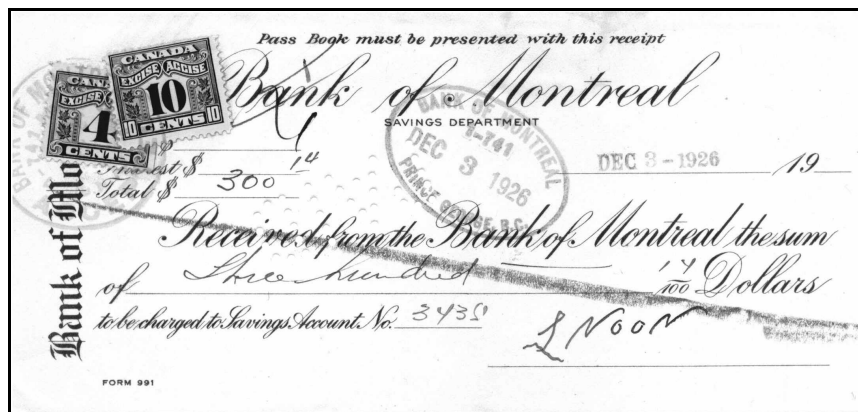 Pass Book must be presented with this receipt
Bank of Montreal
SAVINGS DEPARTMENT
CANADA
EXCISE ACCISE
10 10 10
CENTS
EXCISE
4
CENTS
BANK OF MONTREAL
DEC 3 1926
PRINCE GEORGE, B.C.
DEC 3-1926 19
Interest $ 14
Total $ 300
Received from the Bank of Montreal the sum
of Three hundred 14/100 Dollars
to be charged to Savings Account No.
L NOON
Bank of Mo
FORM 991